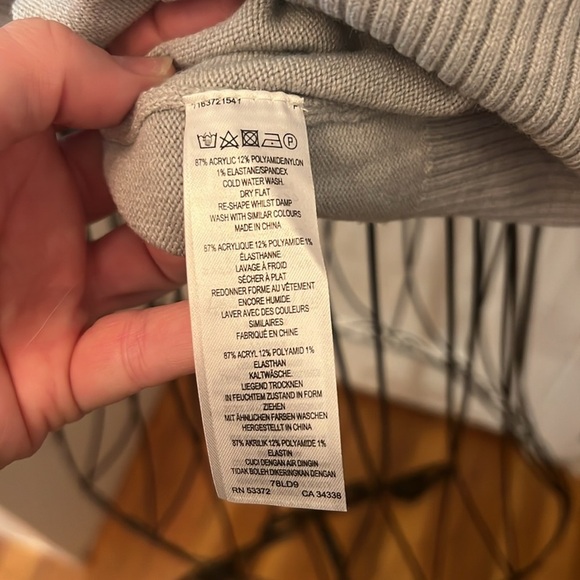 1163721541
P
87% ACRYLIC 12% POLYAMIDE/NYLON
1% ELASTANE/SPANDEX
COLD WATER WASH.
DRY FLAT
RE-SHAPE WHILST DAMP
WASH WITH SIMILAR COLOURS
MADE IN CHINA
87% ACRYLIQUE 12% POLYAMIDE 1%
ÉLASTHANNE
LAVAGE À FROID
SÉCHER À PLAT
REDONNER FORME AU VÊTEMENT
ENCORE HUMIDE
LAVER AVEC DES COULEURS
SIMILAIRES
FABRIQUÉ EN CHINE
87% ACRYL 12% POLYAMID 1%
ELASTHAN
KALTWÄSCHE.
LIEGEND TROCKNEN
IN FEUCHTEM ZUSTAND IN FORM
ZIEHEN
MIT ÄHNLICHEN FARBEN WASCHEN
HERGESTELLT IN CHINA
87% AKRILIK 12% POLYAMIDE 1%
ELASTIN
CUCI DENGAN AIR DINGIN
TIDAK BOLEH DIKERINGKAN DENGAN
78LD9
RN 53372 CA 34338